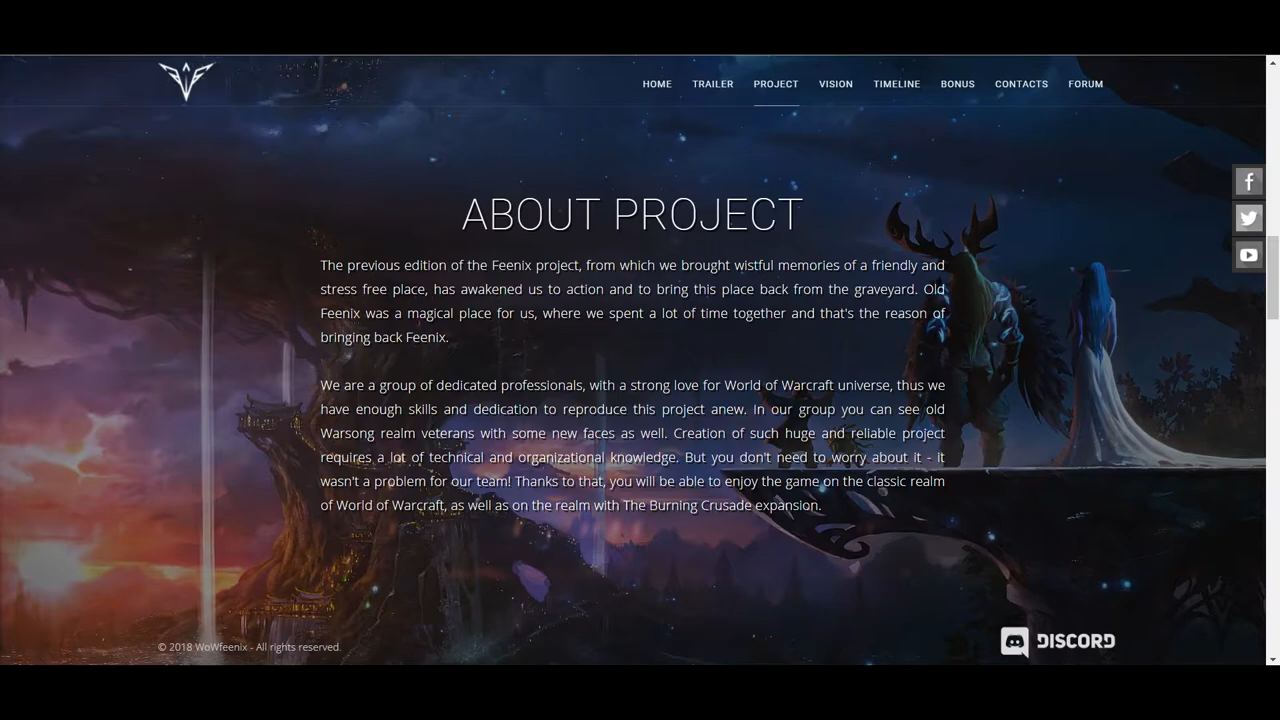 HOME TRAILER PROJECT VISION TIMELINE BONUS CONTACTS FORUM
ABOUT PROJECT
The previous edition of the Feenix project, from which we brought wistful memories of a friendly and
stress free place, has awakened us to action and to bring this place back from the graveyard. Old
Feenix was a magical place for us, where we spent a lot of time together and that's the reason of
bringing back Feenix.
We are a group of dedicated professionals, with a strong love for World of Warcraft universe, thus we
have enough skills and dedication to reproduce this project anew. In our group you can see old
Warsong realm veterans with some new faces as well. Creation of such huge and reliable project
requires a lot of technical and organizational knowledge. But you don't need to worry about it - it
wasn't a problem for our team! Thanks to that, you will be able to enjoy the game on the classic realm
of World of Warcraft, as well as on the realm with The Burning Crusade expansion.
© 2018 WoWfeenix - All rights reserved.
DISCORD